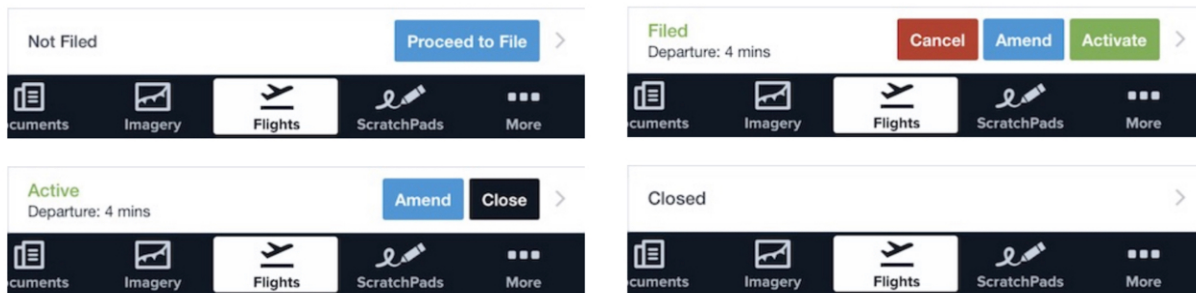 Not Filed Proceed to File
cuments Imagery Flights ScratchPads More
Filed
Departure: 4 mins Cancel Amend Activate
cuments Imagery Flights ScratchPads More
Active
Departure: 4 mins Amend Close
cuments Imagery Flights ScratchPads More
Closed
cuments Imagery Flights ScratchPads More